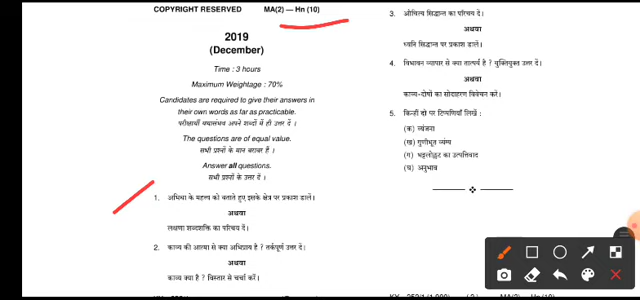 COPYRIGHT RESERVED MA(2) — Hn (10)
2019
(December)
Time : 3 hours
Maximum Weightage : 70%
Candidates are required to give their answers in
their own words as far as practicable.
परीक्षार्थी यथासंभव अपने शब्दों में ही उत्तर दें ।
The questions are of equal value.
सभी प्रश्नों के मान बराबर हैं ।
Answer all questions.
सभी प्रश्नों के उत्तर दें ।
1. अभिधा के महत्त्व को बताते हुए इसके क्षेत्र पर प्रकाश डालें।
अथवा
लक्षणा शब्दशक्ति का परिचय दें।
2. काव्य की आत्मा से क्या अभिप्राय है ? तर्कपूर्ण उत्तर दें।
अथवा
काव्य क्या है ? विस्तार से चर्चा करें।
3. औचित्य सिद्धान्त का परिचय दें।
अथवा
ध्वनि सिद्धान्त पर प्रकाश डालें।
4. विभावन व्यापार से क्या तात्पर्य है ? युक्तियुक्त उत्तर दें।
अथवा
काव्य-दोषों का सोदाहरण विवेचन करें।
5. किन्हीं दो पर टिप्पणियाँ लिखें :
(क) व्यंजना
(ख) गुणीभूत व्यंग्य
(ग) भट्टलोल्लट का उत्पत्तिवाद
(घ) अनुभाव